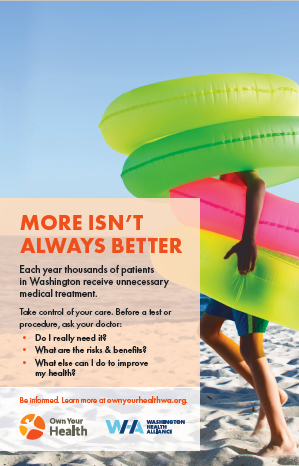 MORE ISN'T
ALWAYS BETTER
Each year thousands of patients
in Washington receive unnecessary
medical treatment.
Take control of your care. Before a test or
procedure, ask your doctor:
• Do I really need it?
• What are the risks & benefits?
• What else can I do to improve
my health?
Be informed. Learn more at ownyourhealthwa.org.
Own Your
Health
WHA
WASHINGTON
HEALTH
ALLIANCE